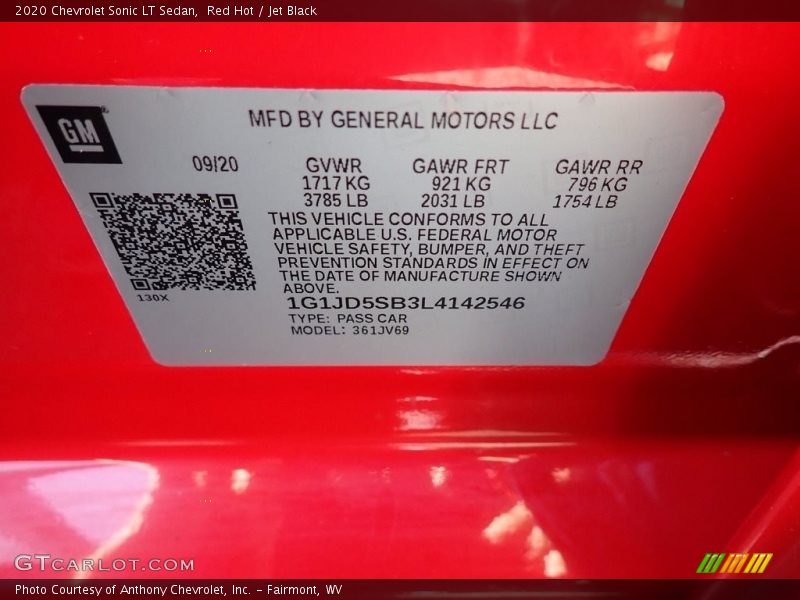 2020 Chevrolet Sonic LT Sedan,  Red Hot / Jet Black
GM
MFD BY GENERAL MOTORS LLC
09/20 GVWR GAWR FRT GAWR RR
1717 KG 921 KG 796 KG
3785 LB 2031 LB 1754 LB
THIS VEHICLE CONFORMS TO ALL
APPLICABLE U.S. FEDERAL MOTOR
VEHICLE SAFETY, BUMPER, AND THEFT
PREVENTION STANDARDS IN EFFECT ON
THE DATE OF MANUFACTURE SHOWN
ABOVE.
130X
1G1JD5SB3L4142546
TYPE: PASS CAR
MODEL: 361JV69
GTCARLOT.COM
Photo Courtesy of Anthony Chevrolet, Inc. – Fairmont, WV